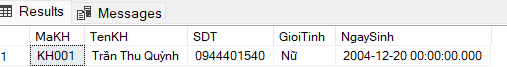 Results Messages
MaKH TenKH SDT GioiTinh NgaySinh
1 KH001 Trần Thu Quỳnh 0944401540 Nữ 2004-12-20 00:00:00.000